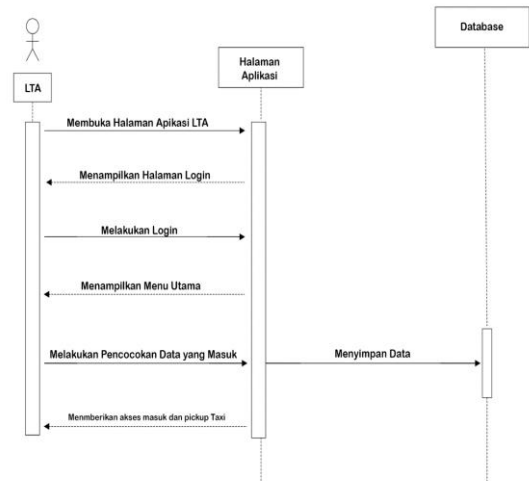 Database
Halaman
Aplikasi
LTA
Membuka Halaman Apikasi LTA
Menampilkan Halaman Login
Melakukan Login
Menampilkan Menu Utama
Melakukan Pencocokan Data yang Masuk
Menyimpan Data
Menmberikan akses masuk dan pickup Taxi